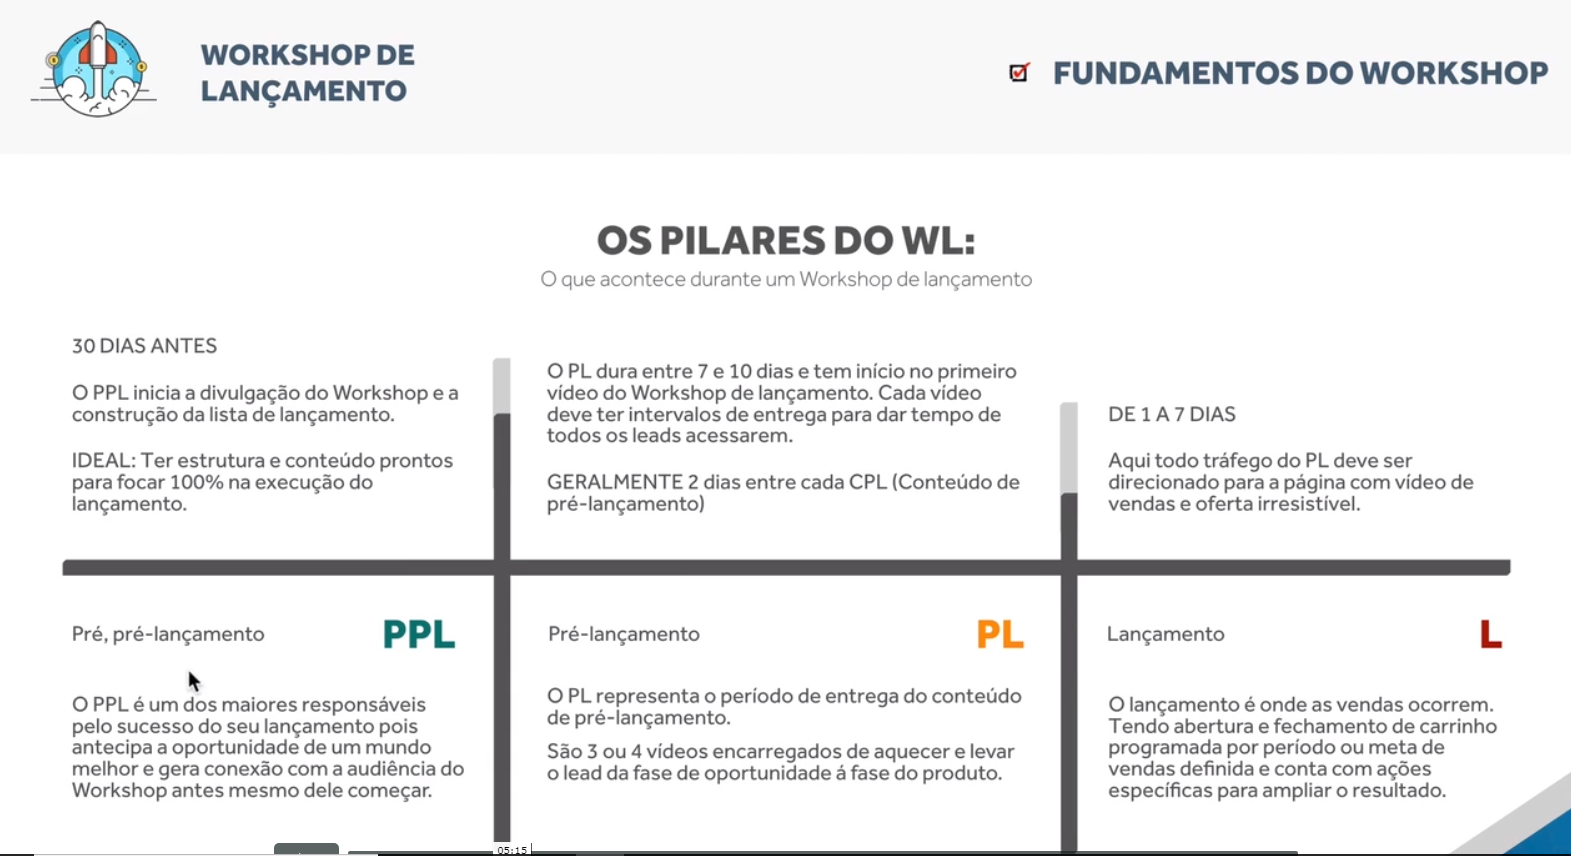 WORKSHOP DE
LANÇAMENTO
FUNDAMENTOS DO WORKSHOP
OS PILARES DO WL:
O que acontece durante um Workshop de lançamento
30 DIAS ANTES
O PPL inicia a divulgação do Workshop e a
construção da lista de lançamento.
IDEAL: Ter estrutura e conteúdo prontos
para focar 100% na execução do
lançamento.
O PL dura entre 7 e 10 dias e tem início no primeiro
vídeo do Workshop de lançamento. Cada vídeo
deve ter intervalos de entrega para dar tempo de
todos os leads acessarem.
GERALMENTE 2 dias entre cada CPL (Conteúdo de
pré-lançamento)
DE 1 A 7 DIAS
Aqui todo tráfego do PL deve ser
direcionado para a página com vídeo de
vendas e oferta irresistível.
Pré, pré-lançamento PPL
O PPL é um dos maiores responsáveis
pelo sucesso do seu lançamento pois
antecipa a oportunidade de um mundo
melhor e gera conexão com a audiência do
Workshop antes mesmo dele começar.
Pré-lançamento PL
O PL representa o período de entrega do conteúdo
de pré-lançamento.
São 3 ou 4 vídeos encarregados de aquecer e levar
o lead da fase de oportunidade á fase do produto.
Lançamento L
O lançamento é onde as vendas ocorrem.
Tendo abertura e fechamento de carrinho
programada por período ou meta de
vendas definida e conta com ações
específicas para ampliar o resultado.
05:15